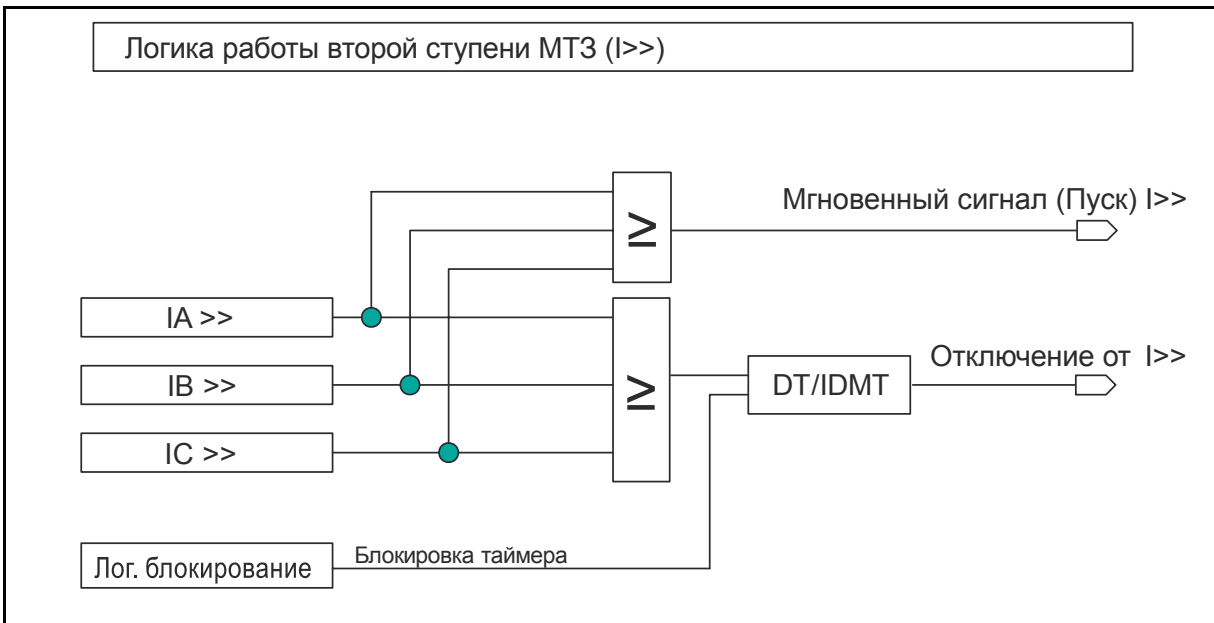 Логика работы второй ступени МТЗ (I>>)
Мгновенный сигнал (Пуск) I>>
≥
IA >>
IB >>
IC >>
≥
DT/IDMT
Отключение от I>>
Лог. блокирование
Блокировка таймера